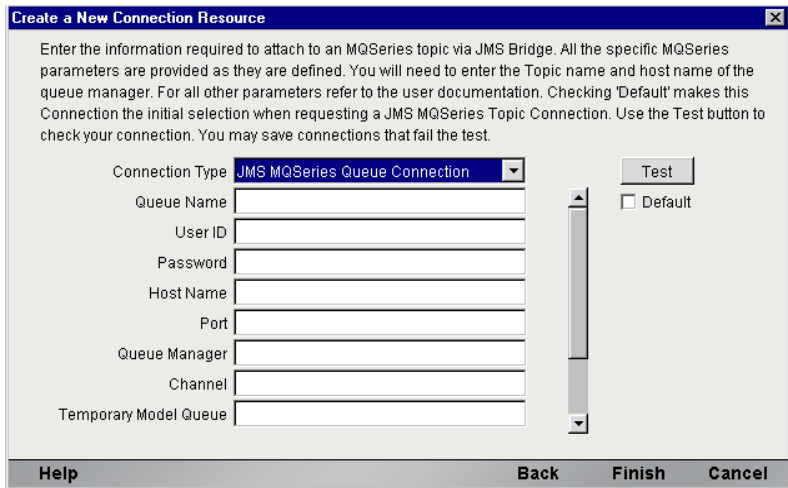 Create a New Connection Resource
Enter the information required to attach to an MQSeries topic via JMS Bridge. All the specific MQSeries
parameters are provided as they are defined. You will need to enter the Topic name and host name of the
queue manager. For all other parameters refer to the user documentation. Checking 'Default' makes this
Connection the initial selection when requesting a JMS MQSeries Topic Connection. Use the Test button to
check your connection. You may save connections that fail the test.
Connection Type JMS MQSeries Queue Connection Test
Queue Name Default
User ID
Password
Host Name
Port
Queue Manager
Channel
Temporary Model Queue
Help Back Finish Cancel